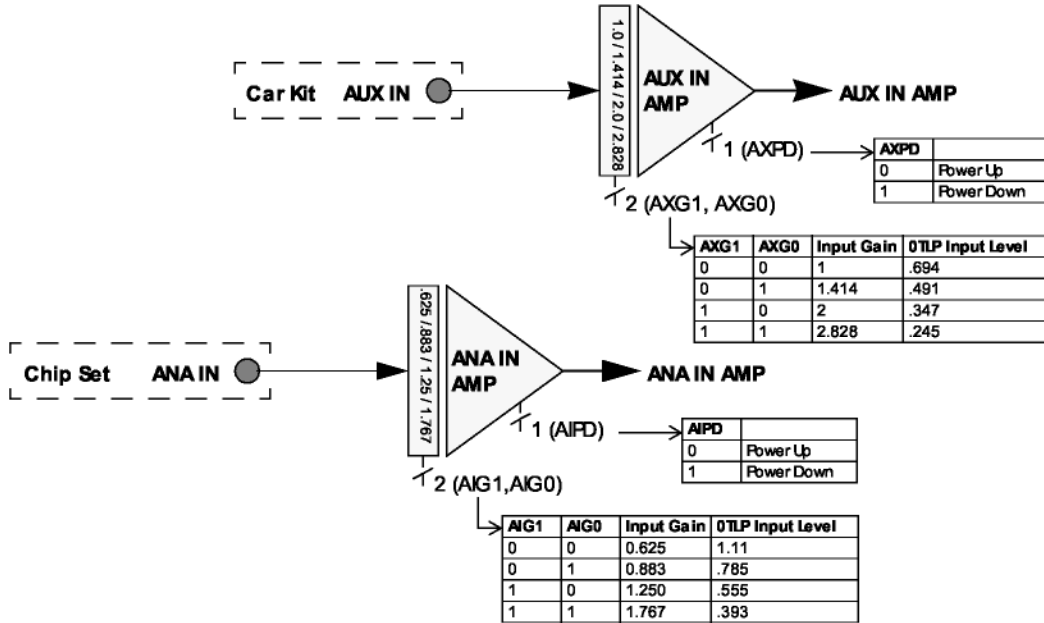 1.0 / 1.414 / 2.0 / 2.828
AUX IN
AMP
Car Kit AUX IN
AUX IN AMP
1 (AXPD)
AXPD
0 Power Up
1 Power Down
2 (AXG1, AXG0)
AXG1 AXG0 Input Gain 0TLP Input Level
0 0 1 .694
0 1 1.414 .491
1 0 2 .347
1 1 2.828 .245
.625 /.883 / 1.25 / 1.767
ANA IN
AMP
Chip Set ANA IN
ANA IN AMP
1 (AIPD)
AIPD
0 Power Up
1 Power Down
2 (AIG1,AIG0)
AIG1 AIG0 Input Gain 0TLP Input Level
0 0 0.625 1.11
0 1 0.883 .785
1 0 1.250 .555
1 1 1.767 .393